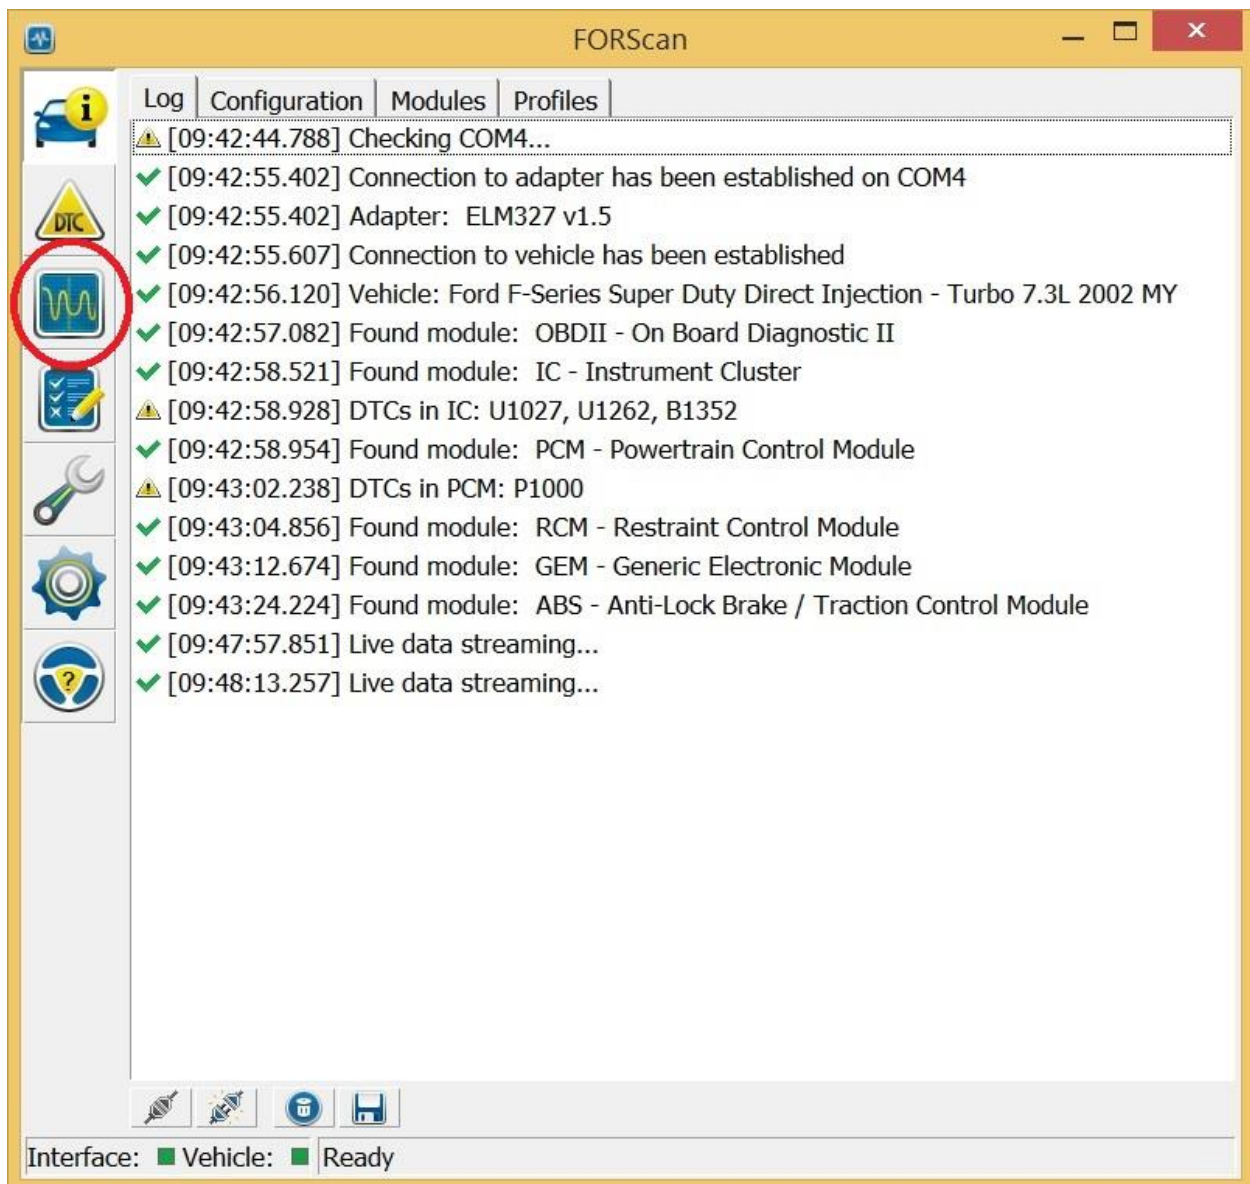 FORScan
Log Configuration Modules Profiles
[09:42:44.788] Checking COM4...
[09:42:55.402] Connection to adapter has been established on COM4
[09:42:55.402] Adapter: ELM327 v1.5
[09:42:55.607] Connection to vehicle has been established
[09:42:56.120] Vehicle: Ford F-Series Super Duty Direct Injection - Turbo 7.3L 2002 MY
[09:42:57.082] Found module: OBDII - On Board Diagnostic II
[09:42:58.521] Found module: IC - Instrument Cluster
[09:42:58.928] DTCs in IC: U1027, U1262, B1352
[09:42:58.954] Found module: PCM - Powertrain Control Module
[09:43:02.238] DTCs in PCM: P1000
[09:43:04.856] Found module: RCM - Restraint Control Module
[09:43:12.674] Found module: GEM - Generic Electronic Module
[09:43:24.224] Found module: ABS - Anti-Lock Brake / Traction Control Module
[09:47:57.851] Live data streaming...
[09:48:13.257] Live data streaming...
i
DTC
?
Interface: Vehicle: Ready